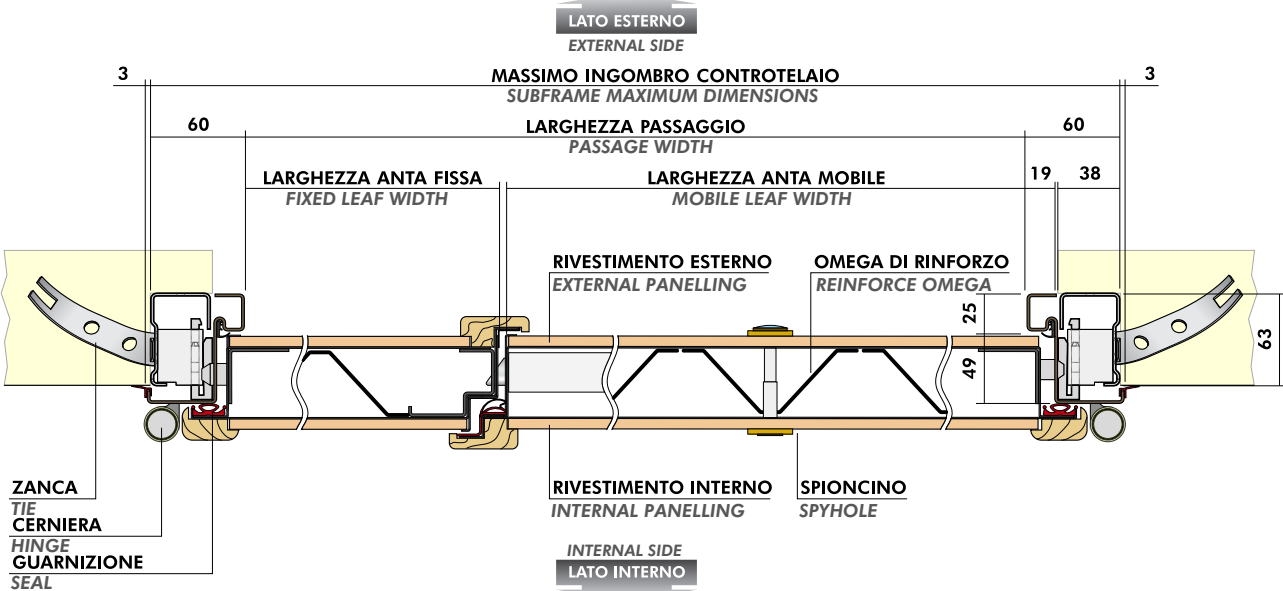 LATO ESTERNO
EXTERNAL SIDE
3
MASSIMO INGOMBRO CONTROTELAIO
3
SUBFRAME MAXIMUM DIMENSIONS
60
LARGHEZZA PASSAGGIO
60
PASSAGE WIDTH
LARGHEZZA ANTA FISSA
LARGHEZZA ANTA MOBILE
19
38
FIXED LEAF WIDTH
MOBILE LEAF WIDTH
RIVESTIMENTO ESTERNO
EXTERNAL PANELLING
OMEGA DI RINFORZO
REINFORCE OMEGA
25
63
49
ZANCA
TIE
CERNIERA
HINGE
GUARNIZIONE
SEAL
RIVESTIMENTO INTERNO
INTERNAL PANELLING
SPIONCINO
SPYHOLE
INTERNAL SIDE
LATO INTERNO